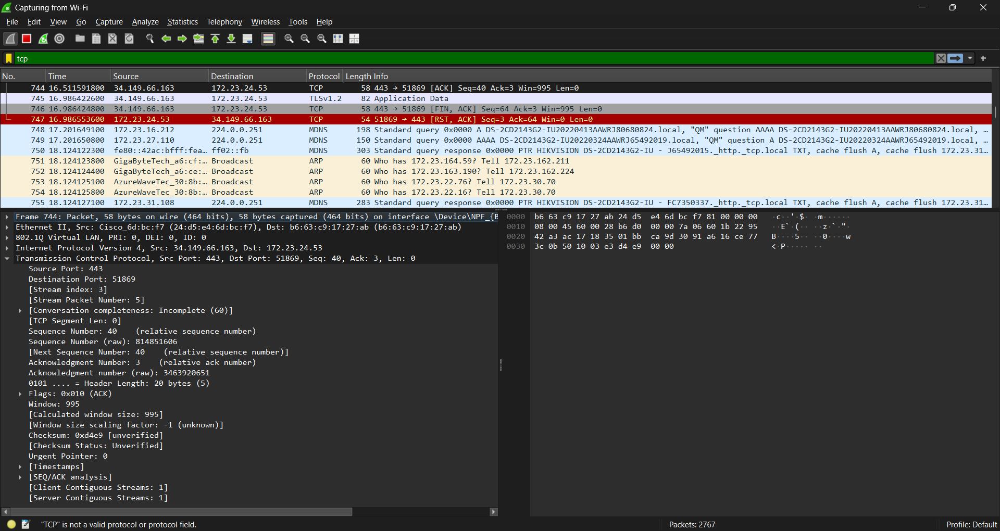 Capturing from Wi-Fi
File Edit View Go Capture Analyze Statistics Telephony Wireless Tools Help
tcp
No. Time Source Destination Protocol Length Info
744 16.511591800 34.149.66.163 172.23.24.53 TCP 58 443 → 51869 [ACK] Seq=40 Ack=3 Win=995 Len=0
745 16.986422600 34.149.66.163 172.23.24.53 TLSv1.2 82 Application Data
746 16.986424800 34.149.66.163 172.23.24.53 TCP 58 443 → 51869 [FIN, ACK] Seq=64 Ack=3 Win=995 Len=0
747 16.986553600 172.23.24.53 34.149.66.163 TCP 54 51869 → 443 [RST, ACK] Seq=3 Ack=64 Win=0 Len=0
748 17.201649100 172.23.16.212 224.0.0.251 MDNS 198 Standard query 0x0000 A DS-2CD2143G2-IU20220413AAWRJ80680824.local, "QM" question AAAA DS-2CD2143G2-IU20220413AAWRJ80680824.local, …
749 17.201650800 172.23.27.110 224.0.0.251 MDNS 150 Standard query 0x0000 AAAA DS-2CD2143G2-IU20220324AAWRJ65492019.local, "QM" question A DS-2CD2143G2-IU20220324AAWRJ65492019.local, …
750 18.124122300 fe80::42ac:bfff:fea… ff02::fb MDNS 303 Standard query response 0x0000 PTR HIKVISION DS-2CD2143G2-IU - J65492015._http._tcp.local TXT, cache flush A, cache flush 172.23.31…
751 18.124123800 GigaByteTech_a6:cf:… Broadcast ARP 60 Who has 172.23.164.59? Tell 172.23.162.211
752 18.124124400 GigaByteTech_a6:ce:… Broadcast ARP 60 Who has 172.23.163.190? Tell 172.23.162.224
753 18.124125100 AzureWaveTec_30:8b:… Broadcast ARP 60 Who has 172.23.22.76? Tell 172.23.30.70
754 18.124125800 AzureWaveTec_30:8b:… Broadcast ARP 60 Who has 172.23.22.16? Tell 172.23.30.70
755 18.124127100 172.23.31.108 224.0.0.251 MDNS 283 Standard query response 0x0000 PTR HIKVISION DS-2CD2143G2-IU - FC7350337._http._tcp.local TXT, cache flush A, cache flush 172.23.31…
Frame 744: Packet, 58 bytes on wire (464 bits), 58 bytes captured (464 bits) on interface \Device\NPF_{B
Ethernet II, Src: Cisco_6d:bc:f7 (24:d5:e4:6d:bc:f7), Dst: b6:63:c9:17:27:ab (b6:63:c9:17:27:ab)
802.1Q Virtual LAN, PRI: 0, DEI: 0, ID: 0
Internet Protocol Version 4, Src: 34.149.66.163, Dst: 172.23.24.53
Transmission Control Protocol, Src Port: 443, Dst Port: 51869, Seq: 40, Ack: 3, Len: 0
Source Port: 443
Destination Port: 51869
[Stream index: 3]
[Stream Packet Number: 5]
[Conversation completeness: Incomplete (60)]
[TCP Segment Len: 0]
Sequence Number: 40 (relative sequence number)
Sequence Number (raw): 814851606
[Next Sequence Number: 40 (relative sequence number)]
Acknowledgment Number: 3 (relative ack number)
Acknowledgment number (raw): 3463920651
0101 .... = Header Length: 20 bytes (5)
Flags: 0x010 (ACK)
Window: 995
[Calculated window size: 995]
[Window size scaling factor: -1 (unknown)]
Checksum: 0xd4e9 [unverified]
[Checksum Status: Unverified]
Urgent Pointer: 0
[Timestamps]
[SEQ/ACK analysis]
[Client Contiguous Streams: 1]
[Server Contiguous Streams: 1]
0000 b6 63 c9 17 27 ab 24 d5 e4 6d bc f7 81 00 00 00 ·c··'·$· ·m······
0010 08 00 45 60 00 28 b6 d0 00 00 7a 06 60 1b 22 95 ··E`·(·· ··z·`·"·
0020 42 a3 ac 17 18 35 01 bb ca 9d 30 91 a6 16 ce 77 B····5·· ··0····w
0030 3c 0b 50 10 03 e3 d4 e9 00 00 <·P····· ··
"TCP" is not a valid protocol or protocol field.
Packets: 2767
Profile: Default